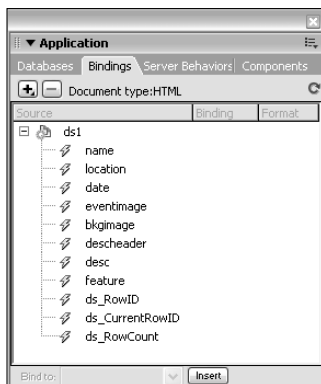 Application
Databases Bindings Server Behaviors Components
Document type:HTML
Source Binding Format
ds1
name
location
date
eventimage
bkgimage
descheader
desc
feature
ds_RowID
ds_CurrentRowID
ds_RowCount
Bind to: Insert